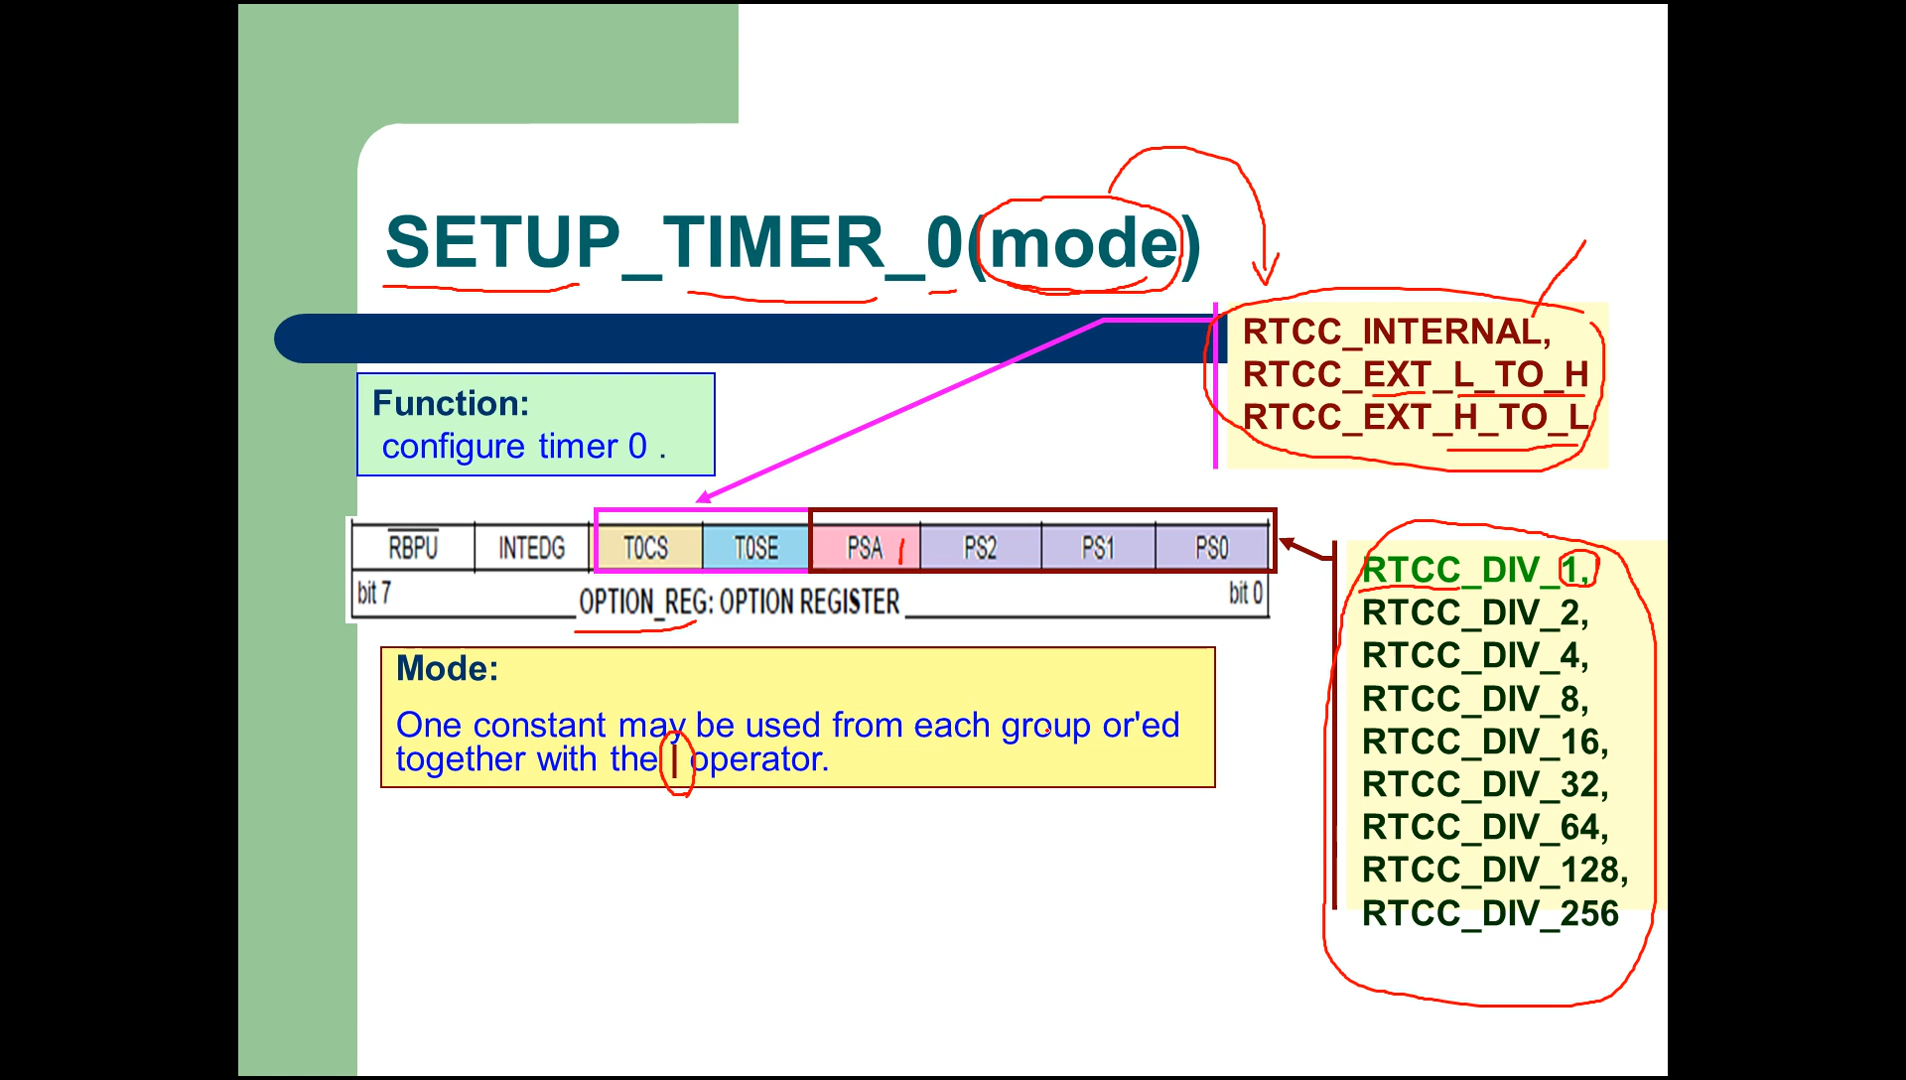 SETUP_TIMER_0(mode)
RTCC_INTERNAL,
RTCC_EXT_L_TO_H
RTCC_EXT_H_TO_L
Function:
configure timer 0 .
RBPU INTEDG T0CS T0SE PSA 1 PS2 PS1 PS0
bit 7 OPTION_REG: OPTION REGISTER bit 0
RTCC_DIV_1,
RTCC_DIV_2,
RTCC_DIV_4,
RTCC_DIV_8,
RTCC_DIV_16,
RTCC_DIV_32,
RTCC_DIV_64,
RTCC_DIV_128,
RTCC_DIV_256
Mode:
One constant may be used from each group or'ed
together with the | operator.